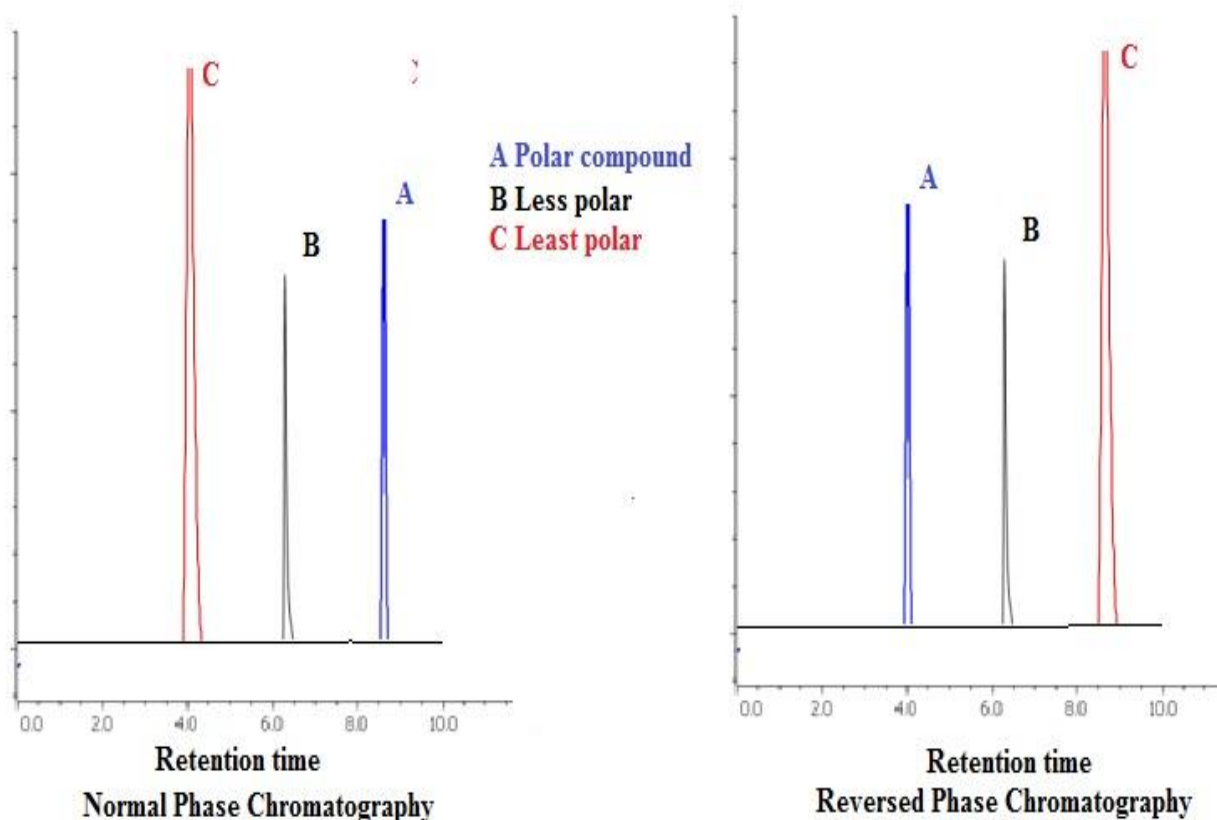 C
A
B
A Polar compound
B Less polar
C Least polar
0.0 4.0 6.0 8.0 10.0
Retention time
Normal Phase Chromatography
C
A
B
0.0 2.0 4.0 6.0 8.0 10.0
Retention time
Reversed Phase Chromatography